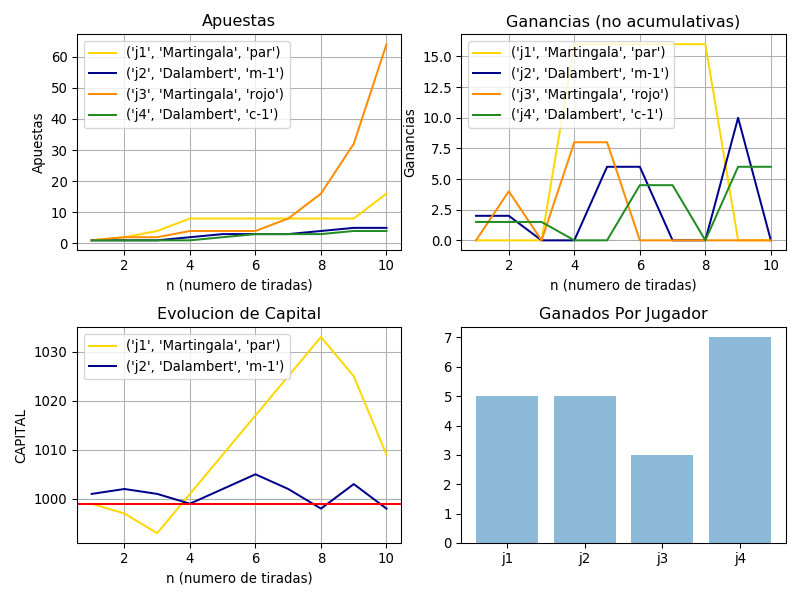 Apuestas
('j1', 'Martingala', 'par')
('j2', 'Dalambert', 'm-1')
('j3', 'Martingala', 'rojo')
('j4', 'Dalambert', 'c-1')
Apuestas
60
50
40
30
20
10
0
2 4 6 8 10
n (numero de tiradas)
Ganancias (no acumulativas)
('j1', 'Martingala', 'par')
('j2', 'Dalambert', 'm-1')
('j3', 'Martingala', 'rojo')
('j4', 'Dalambert', 'c-1')
Ganancias
15.0
12.5
10.0
7.5
5.0
2.5
0.0
2 4 6 8 10
n (numero de tiradas)
Evolucion de Capital
('j1', 'Martingala', 'par')
('j2', 'Dalambert', 'm-1')
CAPITAL
1030
1020
1010
1000
2 4 6 8 10
n (numero de tiradas)
Ganados Por Jugador
7
6
5
4
3
2
1
0
j1 j2 j3 j4